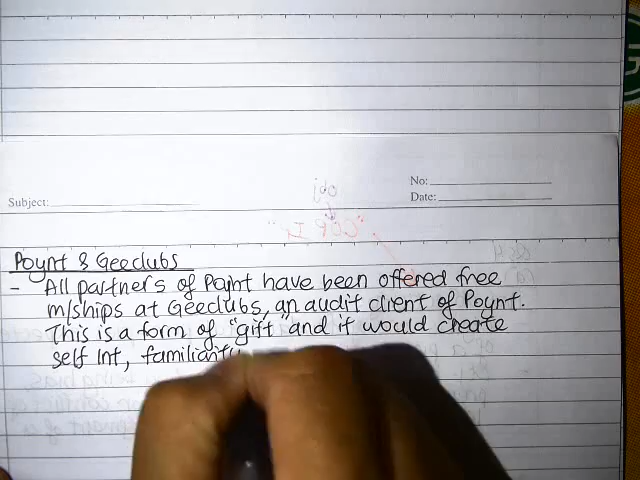 No:
Subject:
Date:
Poynt & Geeclubs
- All partners of Poynt have been offered free
m/ships at Geeclubs, an audit client of Poynt.
This is a form of "gift" and it would create
self Int, familiarity